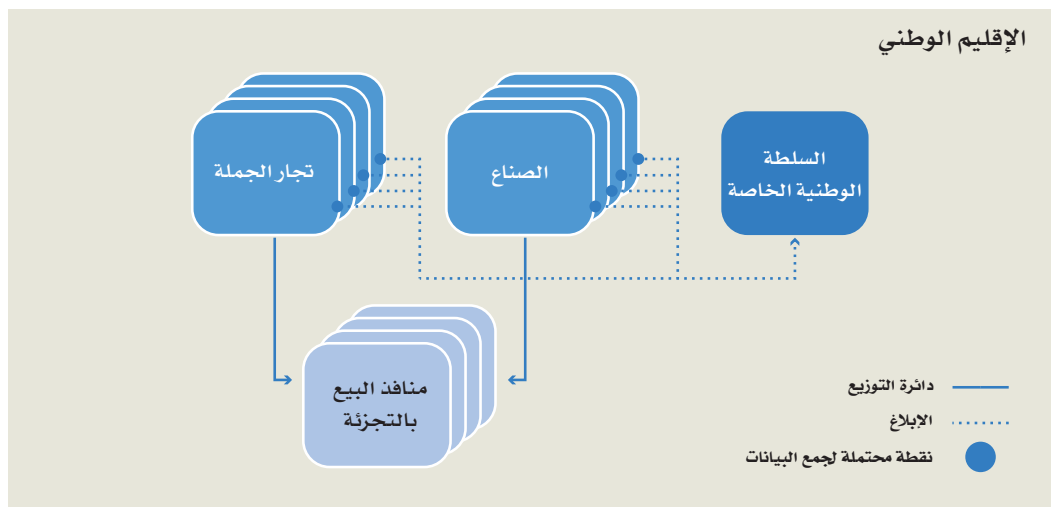 الإقليم الوطني
السلطة
الوطنية الخاصة
الصناع
تجار الجملة
منافذ البيع
بالتجزئة
دائرة التوزيع
الإبلاغ
نقطة محتملة لجمع البيانات